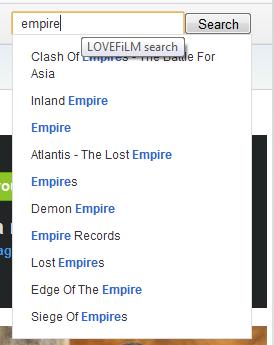 empire
Search
LOVEFiLM search
Clash Of Empires - The Battle For
Asia
Inland Empire
Empire
Atlantis - The Lost Empire
Empires
Demon Empire
Empire Records
Lost Empires
Edge Of The Empire
Siege Of Empires